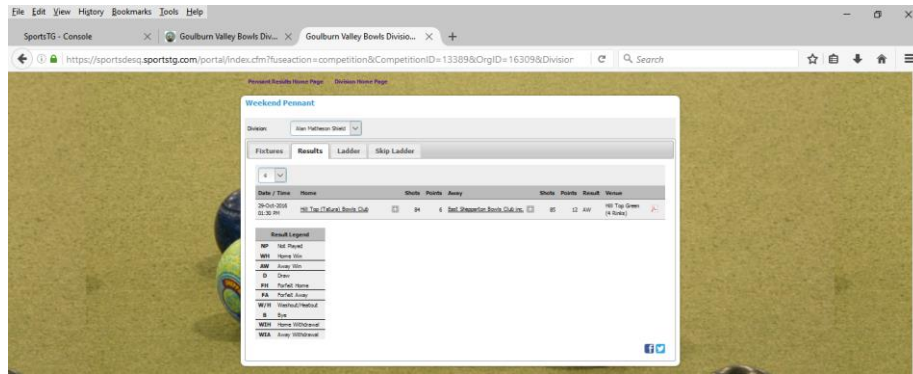 File Edit View History Bookmarks Tools Help
SportsTG - Console Goulburn Valley Bowls Div... Goulburn Valley Bowls Divisio...
https://sportsdesq.sportstg.com/portal/index.cfm?fuseaction=competition&CompetitionID=13389&OrgID=16309&Division Search
Pennant Results Home Page Division Home Page
Weekend Pennant
Division: Alan Matheson Shield
Fixtures Results Ladder Skip Ladder
4
Date / Time Home Shots Points Away Shots Points Result Venue
29-Oct-2016 Hill Top (Tatura) Bowls Club 84 6 East Shepparton Bowls Club Inc. 85 12 AW Hill Top Green
01:30 PM (4 Rinks)
Result Legend
NP Not Played
WH Home Win
AW Away Win
D Draw
FH Forfeit Home
FA Forfeit Away
W/H Washout/Heatout
B Bye
WIH Home Withdrawal
WIA Away Withdrawal